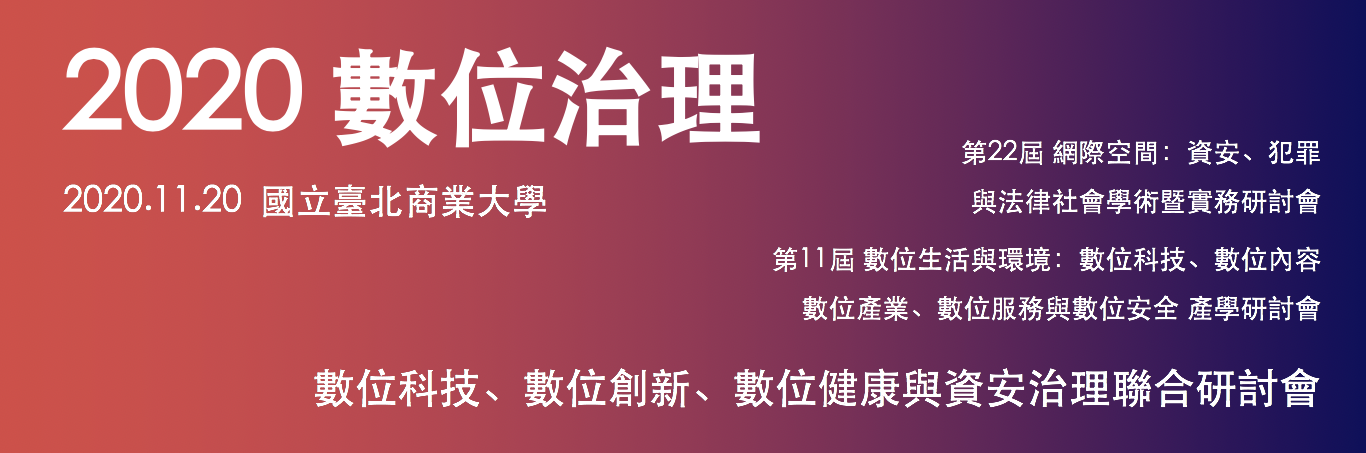 2020 數位治理
2020.11.20 國立臺北商業大學
第22屆 網際空間：資安、犯罪
與法律社會學術暨實務研討會
第11屆 數位生活與環境：數位科技、數位內容
數位產業、數位服務與數位安全 產學研討會
數位科技、數位創新、數位健康與資安治理聯合研討會